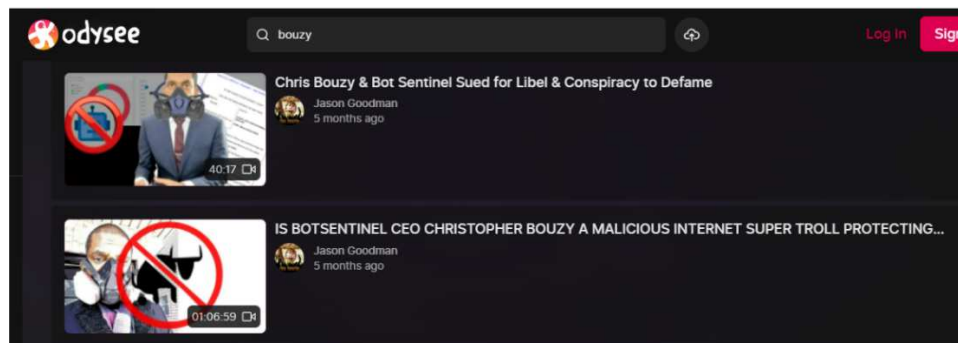 odysee
bouzy
Log In
Sign
Chris Bouzy & Bot Sentinel Sued for Libel & Conspiracy to Defame
Jason Goodman
5 months ago
40:17
IS BOTSENTINEL CEO CHRISTOPHER BOUZY A MALICIOUS INTERNET SUPER TROLL PROTECTING...
Jason Goodman
5 months ago
01:06:59